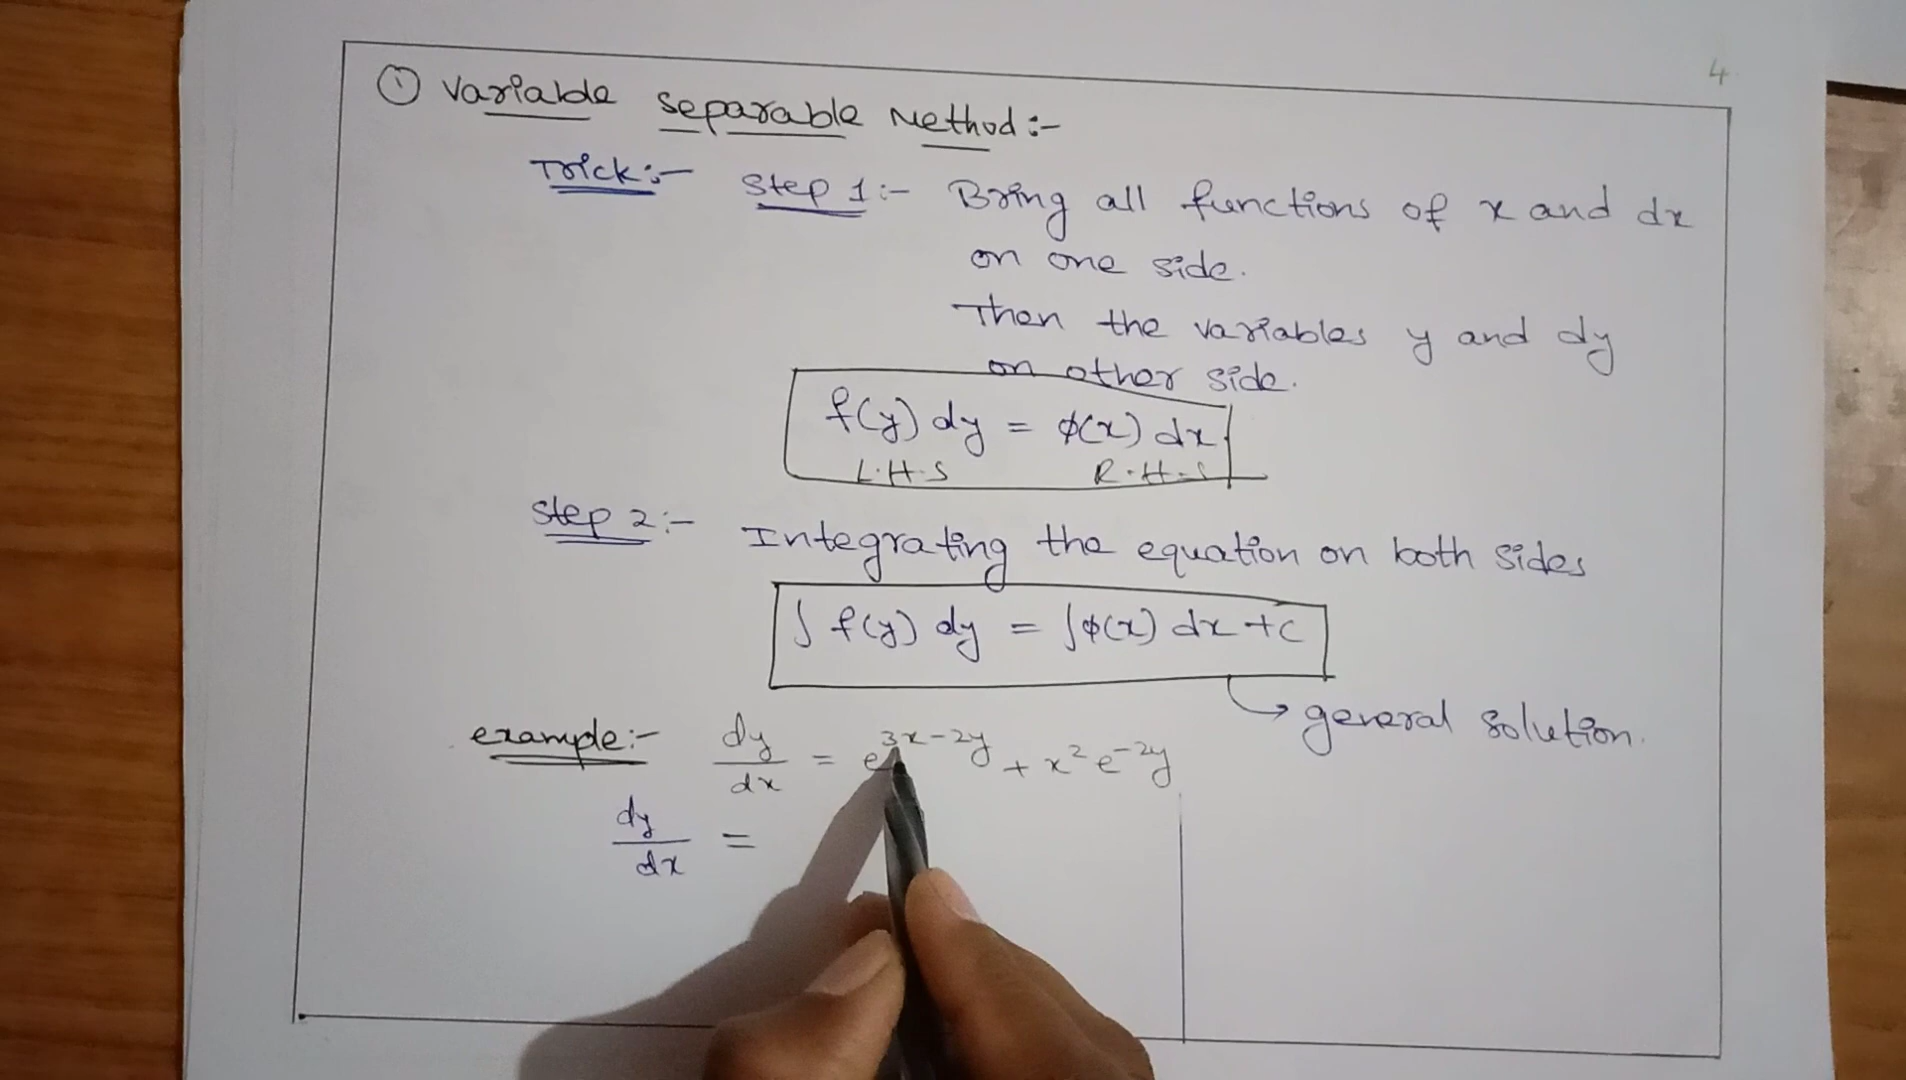 4
① Variable separable Method:-
Trick:- Step 1:- Bring all functions of x and dx
on one side.
Then the variables y and dy
on other side.
f(y) dy = ϕ(x) dx
L.H.S R.H.S
Step 2:- Integrating the equation on both sides
∫ f(y) dy = ∫ϕ(x) dx + c
→ general solution.
example:- dy/dx = e^{3x-2y} + x² e^{-2y}
dy/dx =